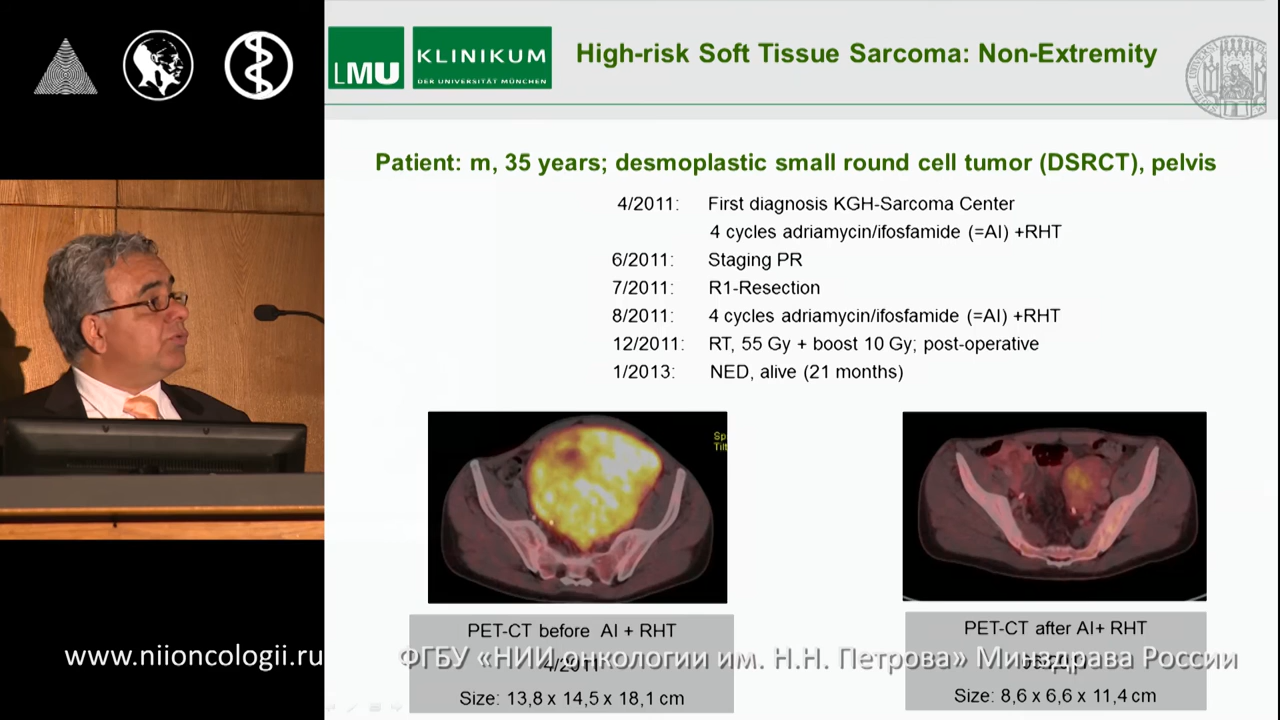 LMU KLINIKUM
DER UNIVERSITÄT MÜNCHEN
High-risk Soft Tissue Sarcoma: Non-Extremity
Patient: m, 35 years; desmoplastic small round cell tumor (DSRCT), pelvis
4/2011: First diagnosis KGH-Sarcoma Center
4 cycles adriamycin/ifosfamide (=AI) +RHT
6/2011: Staging PR
7/2011: R1-Resection
8/2011: 4 cycles adriamycin/ifosfamide (=AI) +RHT
12/2011: RT, 55 Gy + boost 10 Gy; post-operative
1/2013: NED, alive (21 months)
Sp
Tilt
PET-CT before AI + RHT
4/2011
Size: 13,8 x 14,5 x 18,1 cm
PET-CT after AI+ RHT
Size: 8,6 x 6,6 x 11,4 cm
www.niioncologii.ru
ФГБУ «НИИ онкологии им. Н.Н. Петрова» Минздрава России